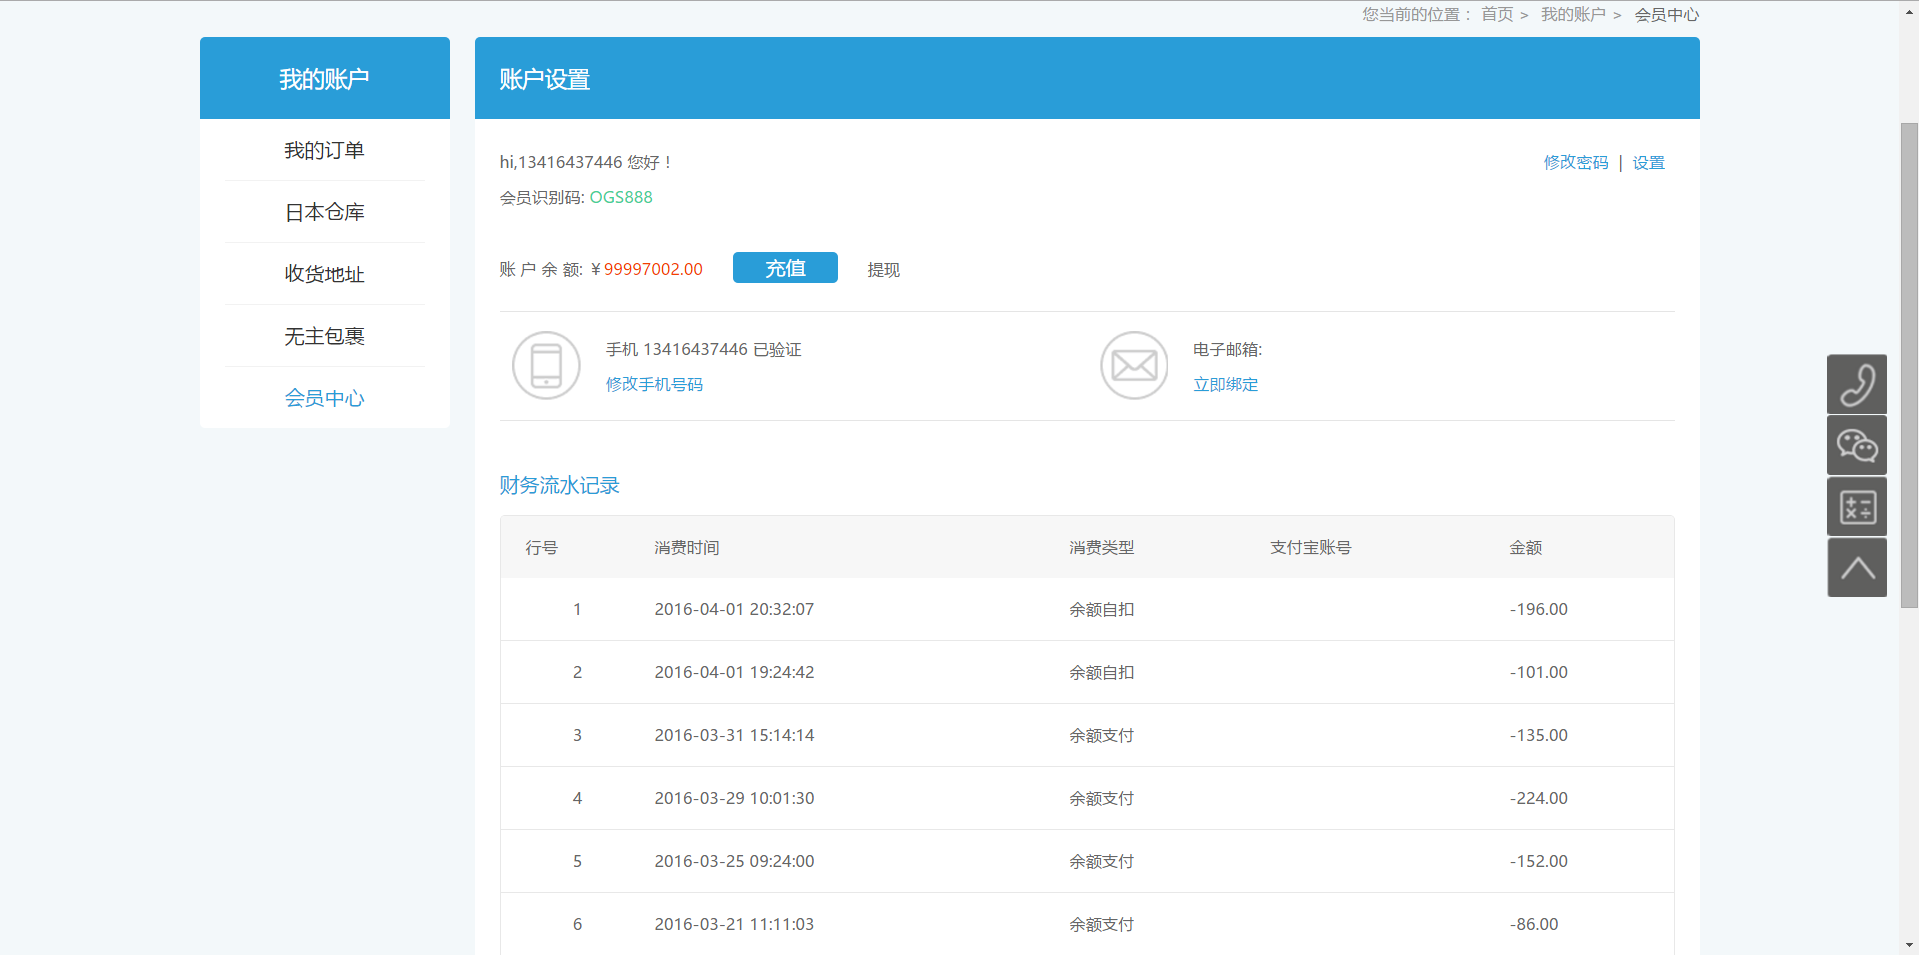 您当前的位置： 首页 > 我的账户 > 会员中心
我的账户
我的订单
日本仓库
收货地址
无主包裹
会员中心
账户设置
hi,13416437446 您好！
修改密码 | 设置
会员识别码: OGS888
账 户 余 额: ￥99997002.00 充值 提现
手机 13416437446 已验证
修改手机号码
电子邮箱:
立即绑定
财务流水记录
行号 消费时间 消费类型 支付宝账号 金额
1 2016-04-01 20:32:07 余额自扣 -196.00
2 2016-04-01 19:24:42 余额自扣 -101.00
3 2016-03-31 15:14:14 余额支付 -135.00
4 2016-03-29 10:01:30 余额支付 -224.00
5 2016-03-25 09:24:00 余额支付 -152.00
6 2016-03-21 11:11:03 余额支付 -86.00